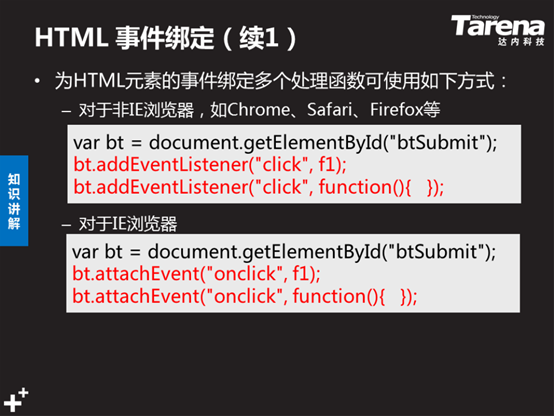 HTML 事件绑定（续1）
Technology
Tarena
达内科技
• 为HTML元素的事件绑定多个处理函数可使用如下方式：
– 对于非IE浏览器，如Chrome、Safari、Firefox等
var bt = document.getElementById("btSubmit");
bt.addEventListener("click", f1);
bt.addEventListener("click", function(){   });
知识讲解
– 对于IE浏览器
var bt = document.getElementById("btSubmit");
bt.attachEvent("onclick", f1);
bt.attachEvent("onclick", function(){   });